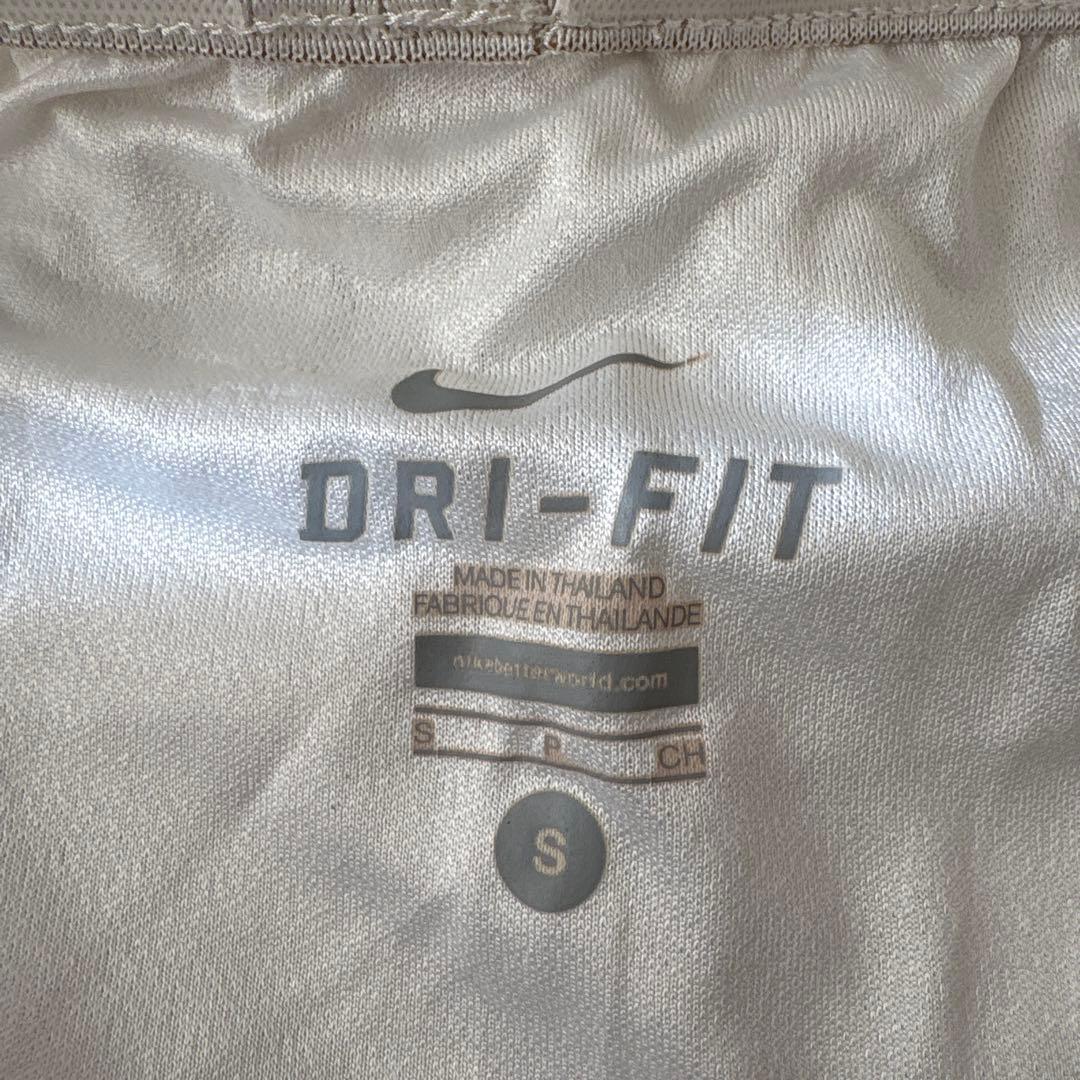 DRI-FIT
MADE IN THAILAND
FABRIQUE EN THAILANDE
nikebetterworld.com
S P CH
S